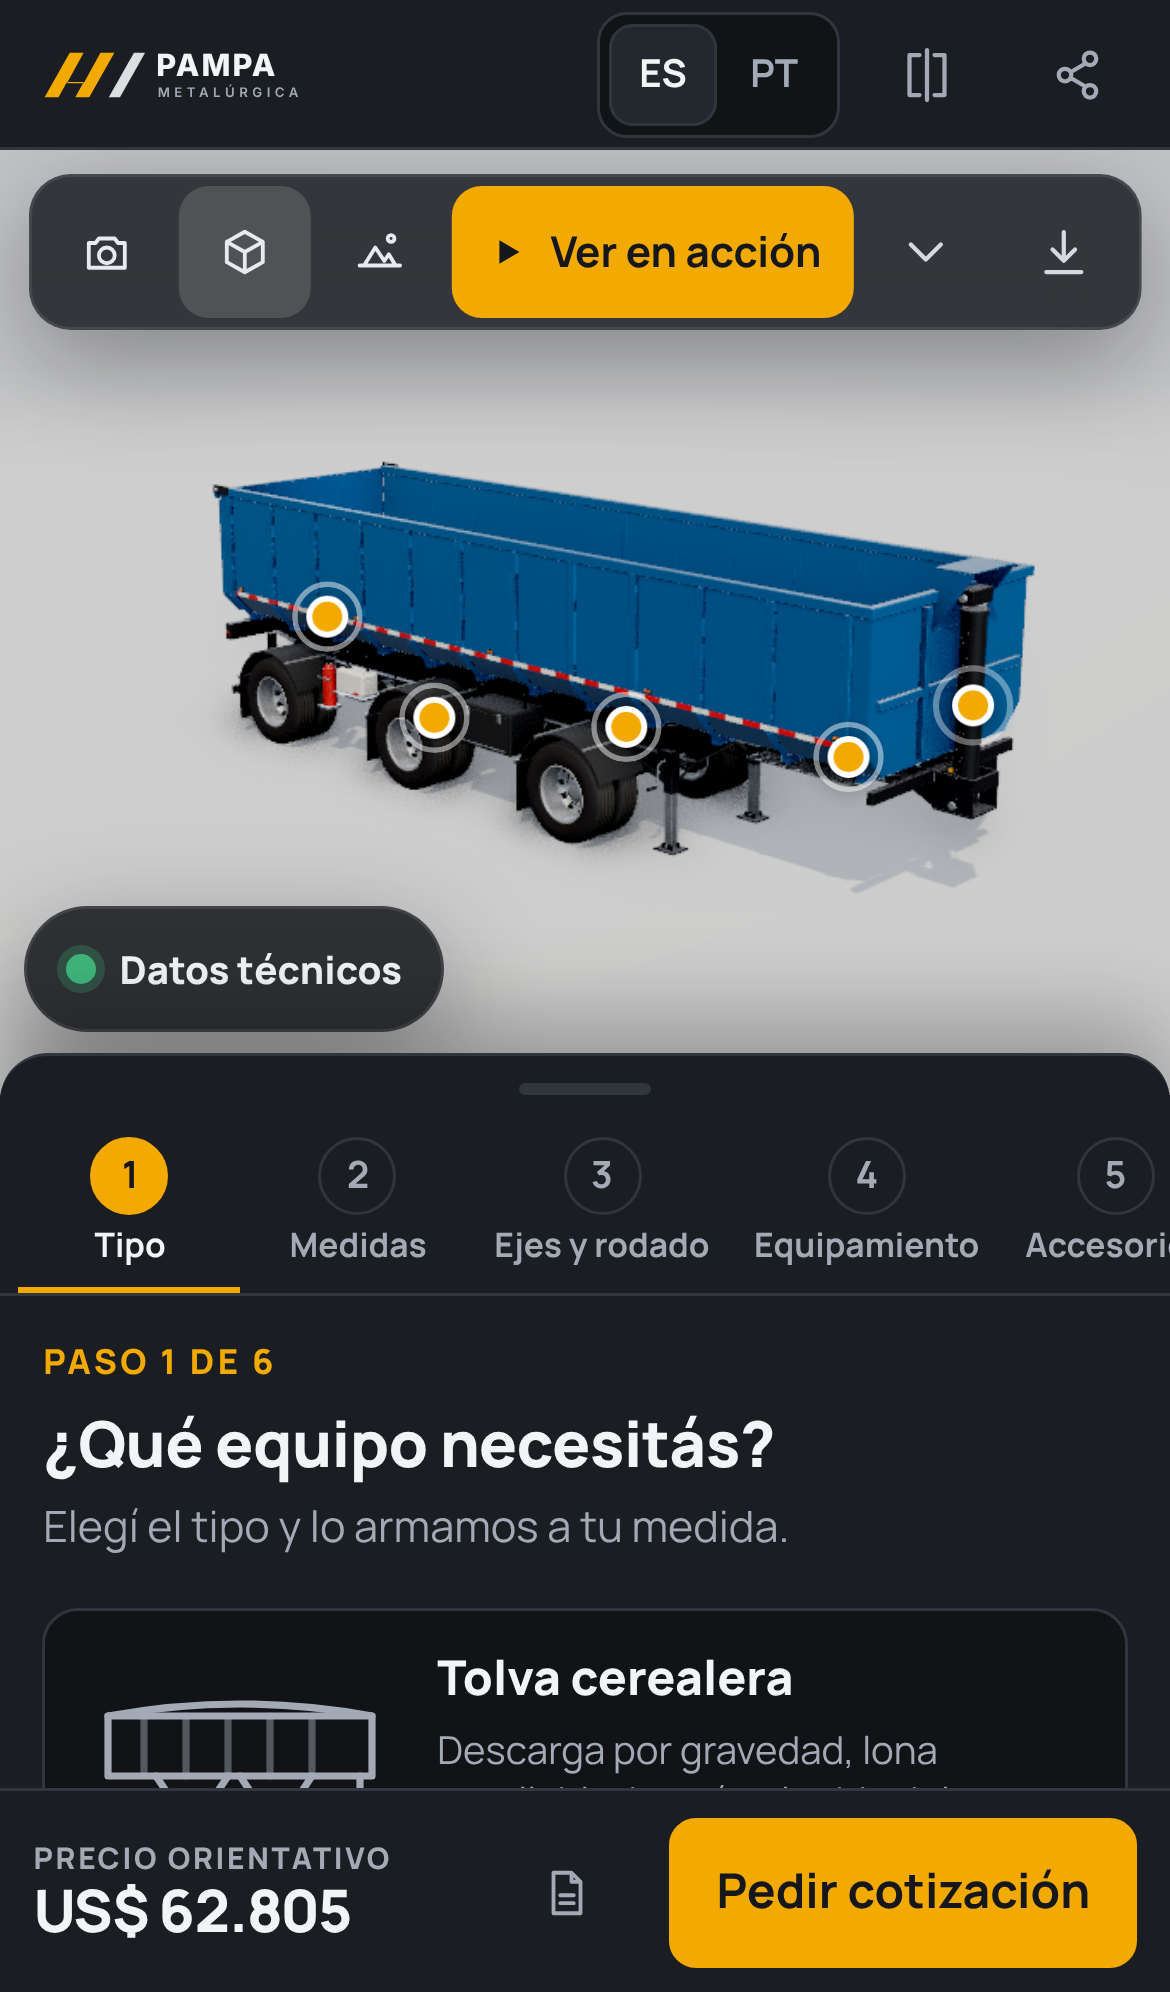 PAMPA
METALÚRGICA
ES
PT
Ver en acción
Datos técnicos
1
2
3
4
5
Tipo
Medidas
Ejes y rodado
Equipamiento
PASO 1 DE 6
¿Qué equipo necesitás?
Elegí el tipo y lo armamos a tu medida.
Tolva cerealera
Descarga por gravedad, lona
PRECIO ORIENTATIVO
US$ 62.805
Pedir cotización